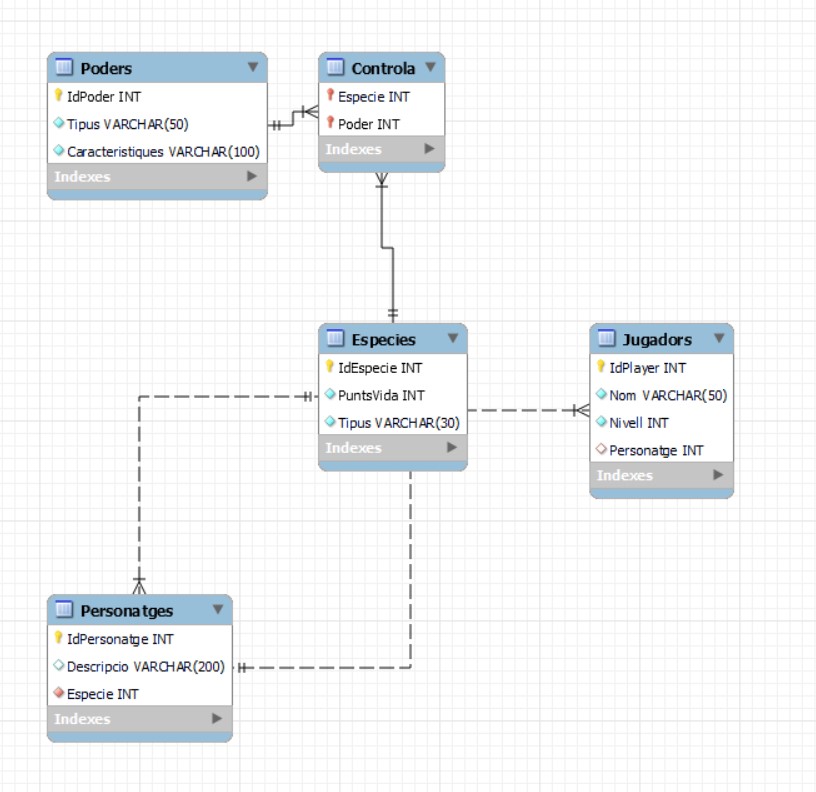 Poders
IdPoder INT
Tipus VARCHAR(50)
Caracteristiques VARCHAR(100)
Indexes
Controla
Especie INT
Poder INT
Indexes
Especies
IdEspecie INT
PuntsVida INT
Tipus VARCHAR(30)
Indexes
Jugadors
IdPlayer INT
Nom VARCHAR(50)
Nivell INT
Personatge INT
Indexes
Personatges
IdPersonatge INT
Descripcio VARCHAR(200)
Especie INT
Indexes